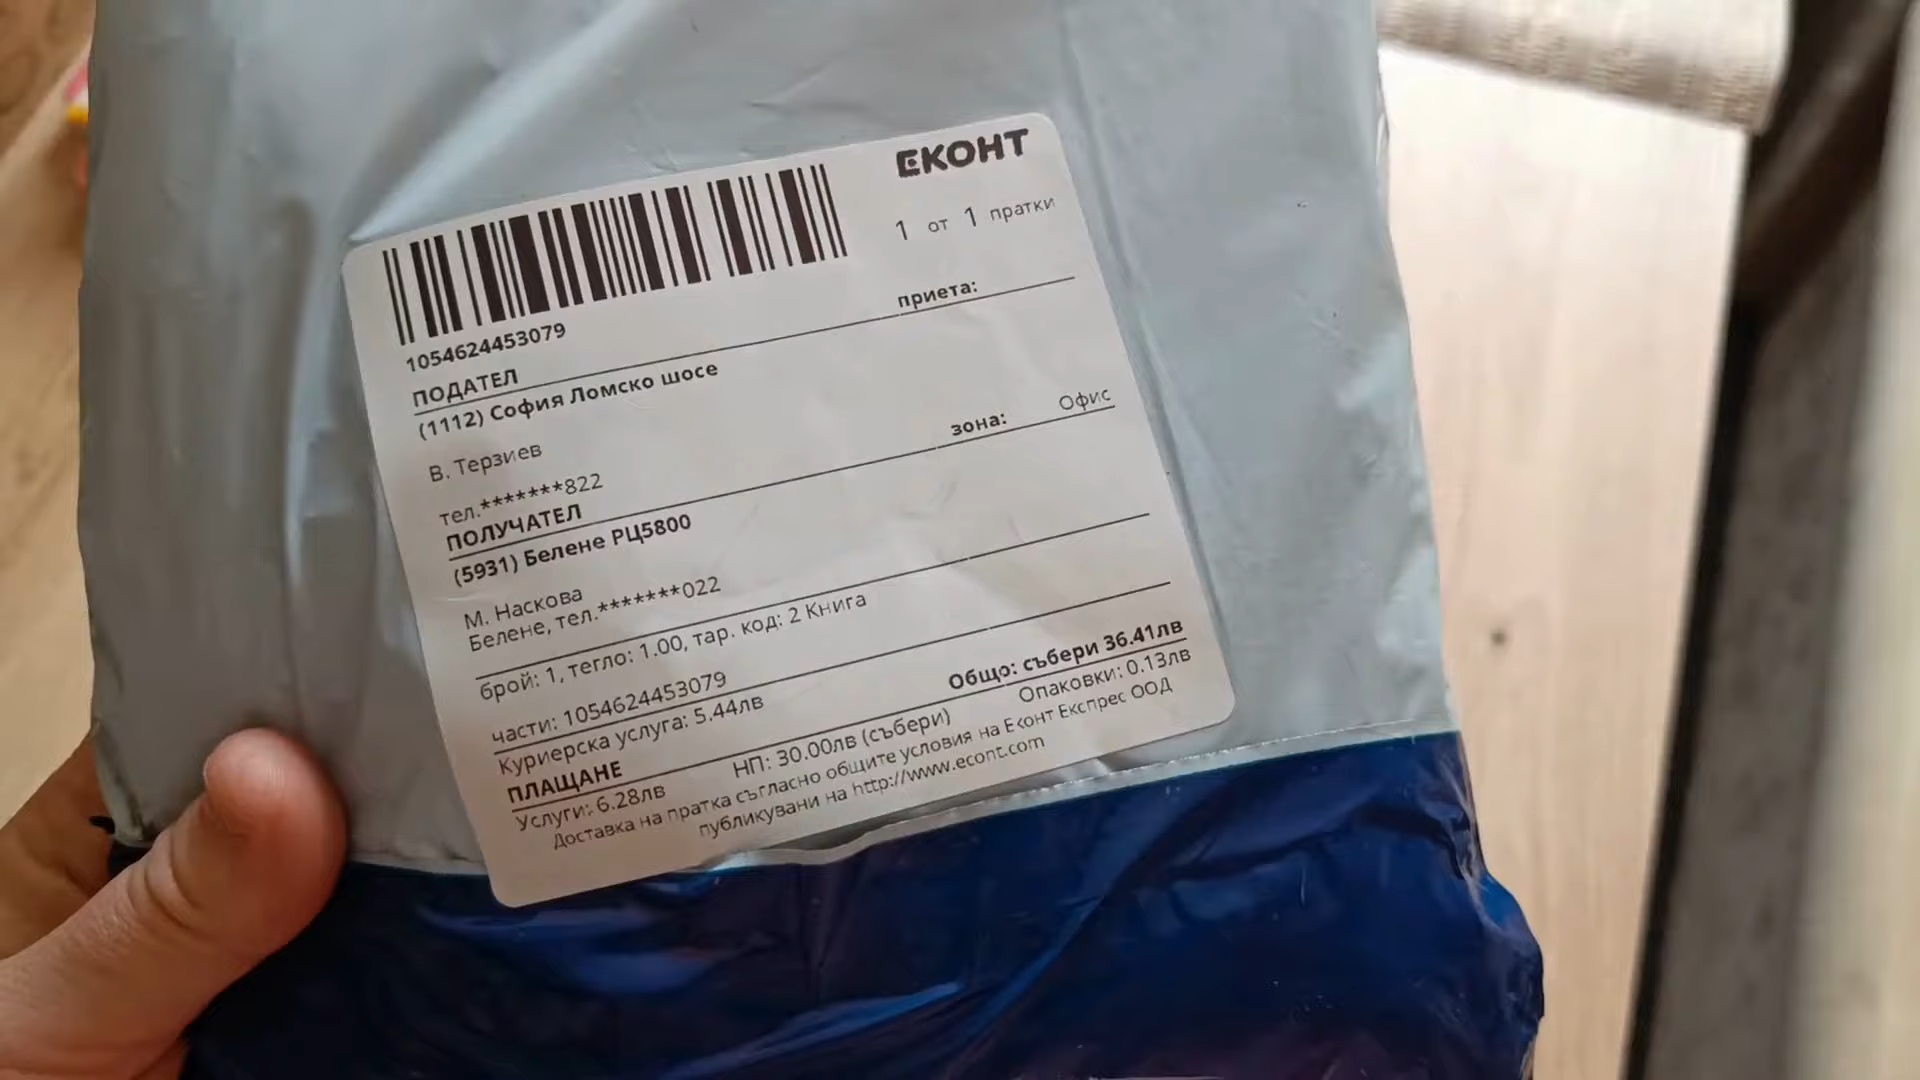 ЕКОНТ
1 от 1 пратки
1054624453079
приета:
ПОДАТЕЛ
(1112) София Ломско шосе
В. Терзиев
зона: Офис
тел.*******822
ПОЛУЧАТЕЛ
(5931) Белене РЦ5800
М. Наскова
Белене, тел.*******022
брой: 1, тегло: 1.00, тар. код: 2 Книга
части: 1054624453079
Куриерска услуга: 5.44лв
Общо: събери 36.41лв
ПЛАЩАНЕ
Опаковки: 0.13лв
Услуги: 6.28лв
НП: 30.00лв (събери)
Доставка на пратка съгласно общите условия на Еконт Експрес ООД
публикувани на http://www.econt.com